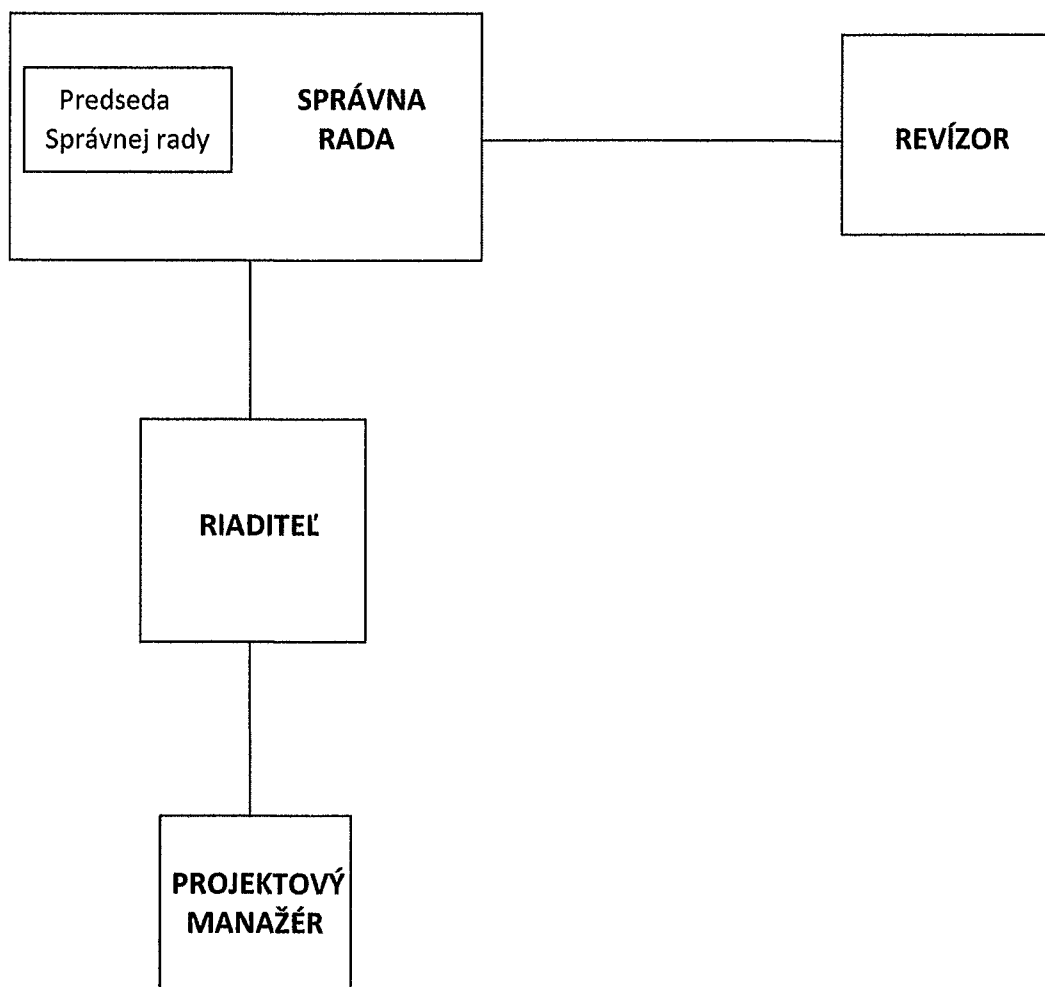 Predseda
Správnej rady
SPRÁVNA
RADA
REVÍZOR
RIADITEĽ
PROJEKTOVÝ
MANAŽÉR